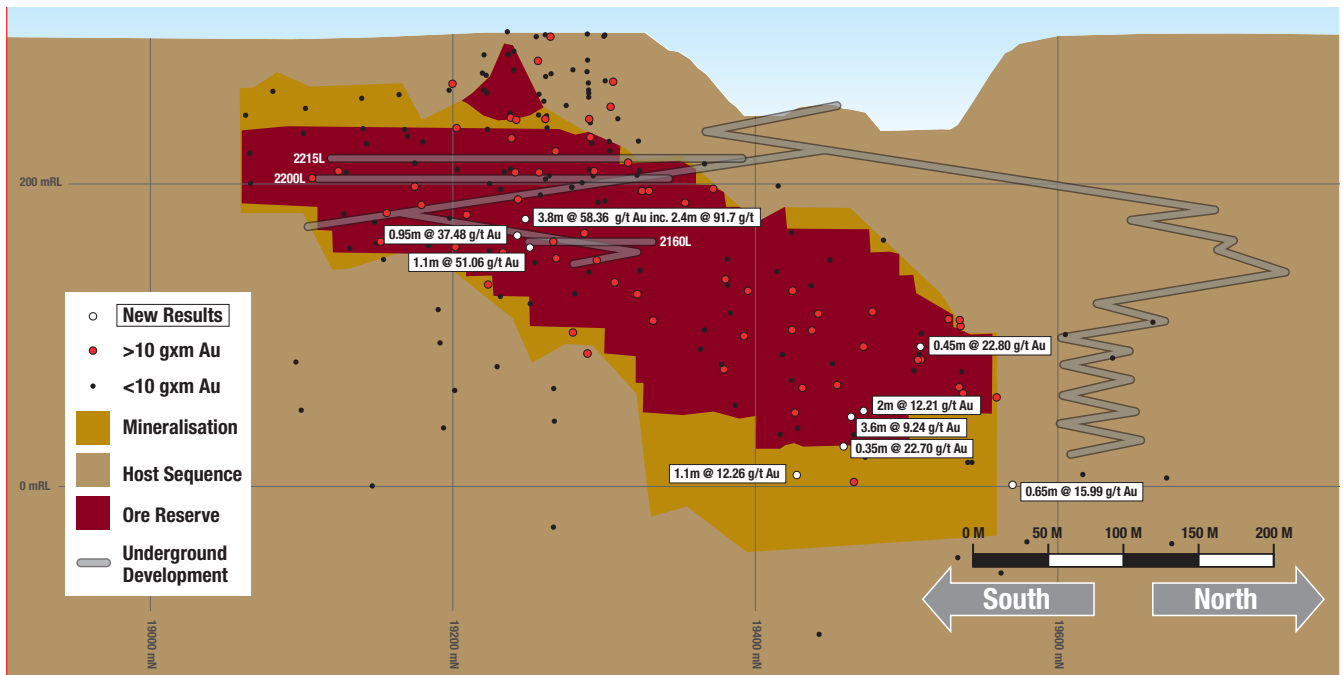 2215L
200 mRL
2200L
3.8m @ 58.36 g/t Au inc. 2.4m @ 91.7 g/t
0.95m @ 37.48 g/t Au
2160L
1.1m @ 51.06 g/t Au
New Results
>10 gxm Au
<10 gxm Au
Mineralisation
Host Sequence
Ore Reserve
Underground
Development
0.45m @ 22.80 g/t Au
2m @ 12.21 g/t Au
3.6m @ 9.24 g/t Au
0.35m @ 22.70 g/t Au
1.1m @ 12.26 g/t Au
0 mRL
0.65m @ 15.99 g/t Au
0 M 50 M 100 M 150 M 200 M
South North
19000 mN
19200 mN
19400 mN
19600 mN